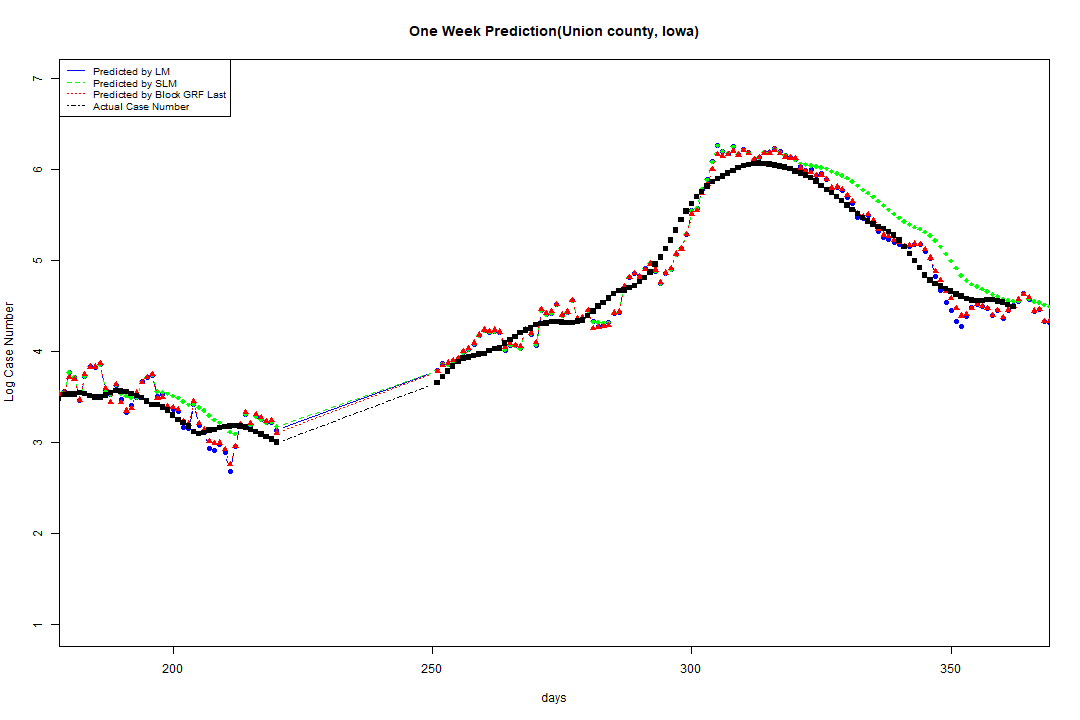 One Week Prediction(Union county, Iowa)
Predicted by LM
Predicted by SLM
Predicted by Block GRF Last
Actual Case Number
7
6
5
4
3
2
1
Log Case Number
200 250 300 350
days